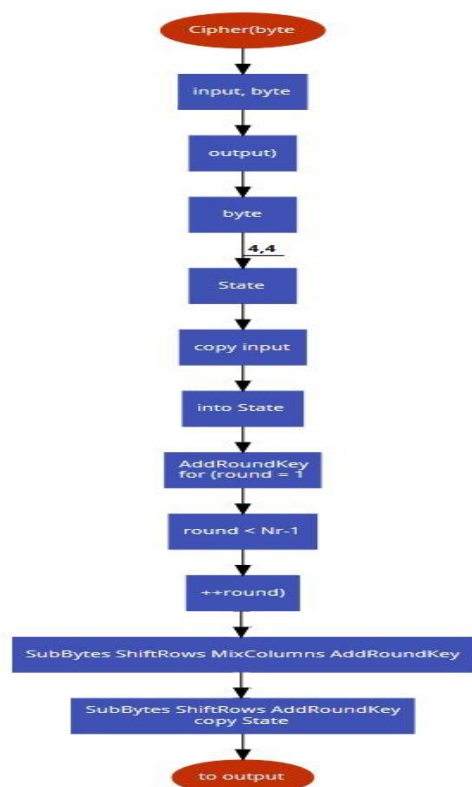 Cipher(byte
input, byte
output)
byte
4,4
State
copy input
into State
AddRoundKey
for (round = 1
round < Nr-1
++round)
SubBytes ShiftRows MixColumns AddRoundKey
SubBytes ShiftRows AddRoundKey
copy State
to output